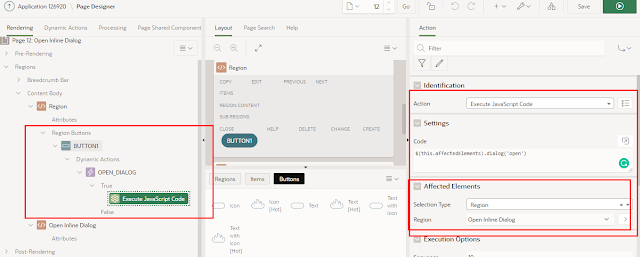 Application 126920 \ Page Designer
12
Go
Save
Rendering
Dynamic Actions
Processing
Page Shared Component
Page 12: Open Inline Dialog
Pre-Rendering
Regions
Breadcrumb Bar
Content Body
Region
Attributes
Region Buttons
BUTTON1
Dynamic Actions
OPEN_DIALOG
True
Execute JavaScript Code
False
Open Inline Dialog
Attributes
Post-Rendering
Layout
Page Search
Help
Region
COPY EDIT PREVIOUS NEXT
ITEMS
REGION CONTENT
SUB REGIONS
CLOSE HELP DELETE CHANGE CREATE
BUTTON1
Regions
Items
Buttons
Icon
Icon [Hot]
Text
Text [Hot]
Text with Icon
Text with Icon [Hot]
Action
Filter
Identification
Action
Execute JavaScript Code
Settings
Code
$(this.affectedElements).dialog('open')
Affected Elements
Selection Type
Region
Region
Open Inline Dialog
Execution Options